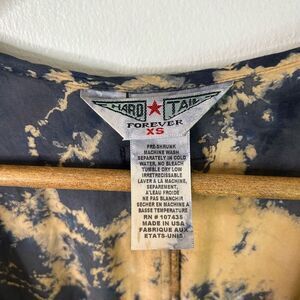 HARD ★ TAIL
FOREVER
XS
PRE-SHRUNK
MACHINE WASH
SEPARATELY IN COLD
WATER, NO BLEACH
TUMBLE DRY LOW
IRRETRECISSABLE
LAVER A LA MACHINE,
SEPAREMENT,
A'LEAU FROIDE
NE PAS BLANCHIR
SECHER EN MACHINE A
BASSE TEMPERATURE
RN # 107435
MADE IN USA
FABRIQUE AUX
ETATS-UNIS